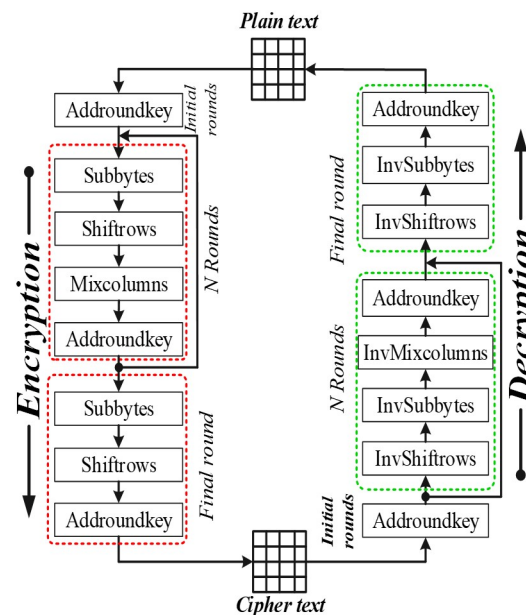 Plain text
Addroundkey
Initial
rounds
Subbytes
Shiftrows
Mixcolumns
Addroundkey
N Rounds
Subbytes
Shiftrows
Addroundkey
Final round
Encryption
Cipher text
Addroundkey
InvSubbytes
InvShiftrows
Final round
Addroundkey
InvMixcolumns
InvSubbytes
InvShiftrows
N Rounds
Addroundkey
Initial
rounds
Decryption